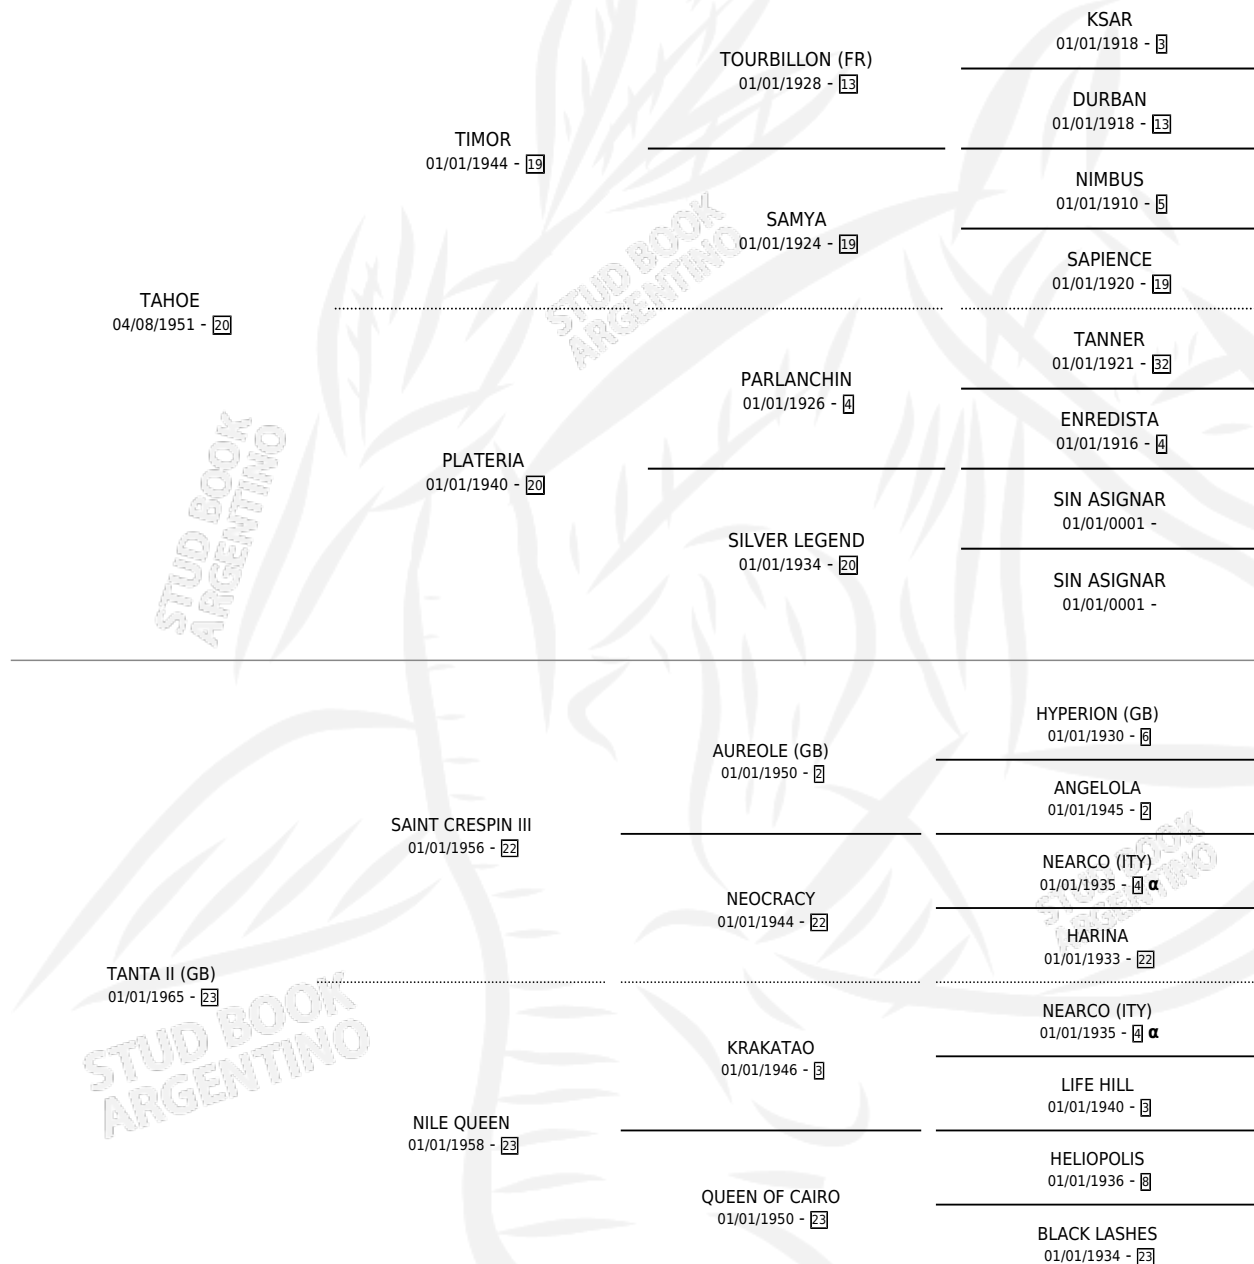 KSAR
01/01/1918 - 3
TOURBILLON (FR)
01/01/1928 - 13
DURBAN
01/01/1918 - 13
TIMOR
01/01/1944 - 19
NIMBUS
01/01/1910 - 5
SAMYA
01/01/1924 - 19
SAPIENCE
01/01/1920 - 19
TAHOE
04/08/1951 - 20
TANNER
01/01/1921 - 32
PARLANCHIN
01/01/1926 - 4
ENREDISTA
01/01/1916 - 4
PLATERIA
01/01/1940 - 20
SIN ASIGNAR
01/01/0001 -
SILVER LEGEND
01/01/1934 - 20
SIN ASIGNAR
01/01/0001 -
HYPERION (GB)
01/01/1930 - 6
AUREOLE (GB)
01/01/1950 - 2
ANGELOLA
01/01/1945 - 2
SAINT CRESPIN III
01/01/1956 - 22
NEARCO (ITY)
01/01/1935 - 4 α
NEOCRACY
01/01/1944 - 22
HARINA
01/01/1933 - 22
TANTA II (GB)
01/01/1965 - 23
NEARCO (ITY)
01/01/1935 - 4 α
KRAKATAO
01/01/1946 - 3
LIFE HILL
01/01/1940 - 3
NILE QUEEN
01/01/1958 - 23
HELIOPOLIS
01/01/1936 - 8
QUEEN OF CAIRO
01/01/1950 - 23
BLACK LASHES
01/01/1934 - 23
STUD BOOK
ARGENTINO
STUD BOOK
ARGENTINO
STUD BOOK
ARGENTINO
STUD BOOK
ARGENTINO